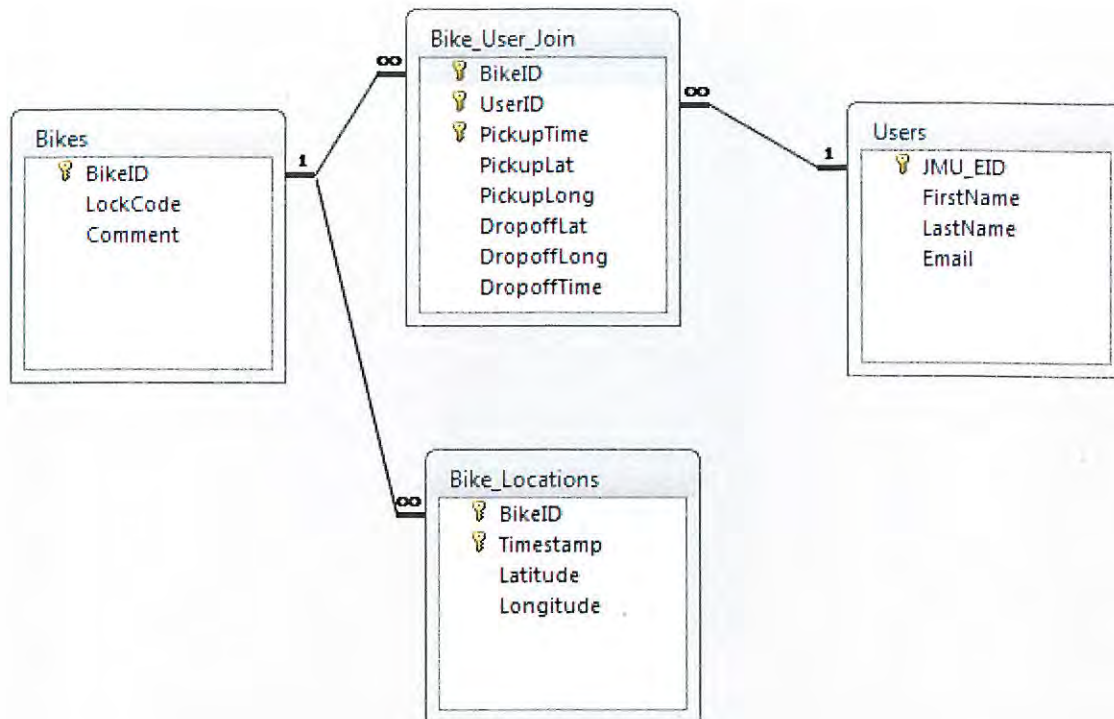 Bike_User_Join
BikeID
UserID
PickupTime
PickupLat
PickupLong
DropoffLat
DropoffLong
DropoffTime
Bikes
BikeID
LockCode
Comment
Users
JMU_EID
FirstName
LastName
Email
Bike_Locations
BikeID
Timestamp
Latitude
Longitude
∞
∞
1
1
∞